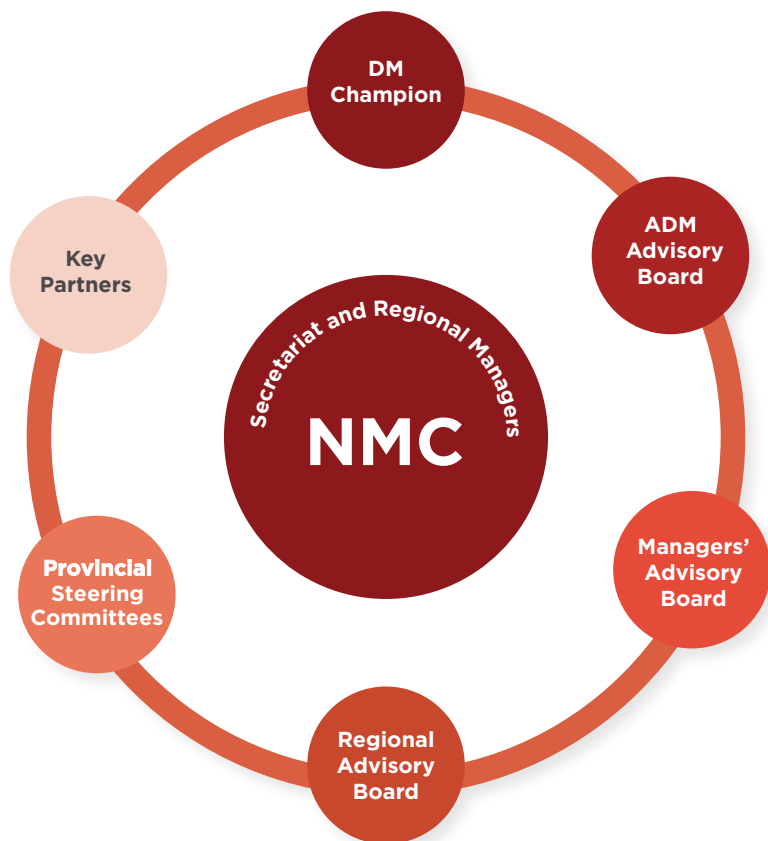 DM
Champion
ADM
Advisory
Board
Key
Partners
Secretariat and Regional Managers
NMC
Managers’
Advisory
Board
Provincial
Steering
Committees
Regional
Advisory
Board